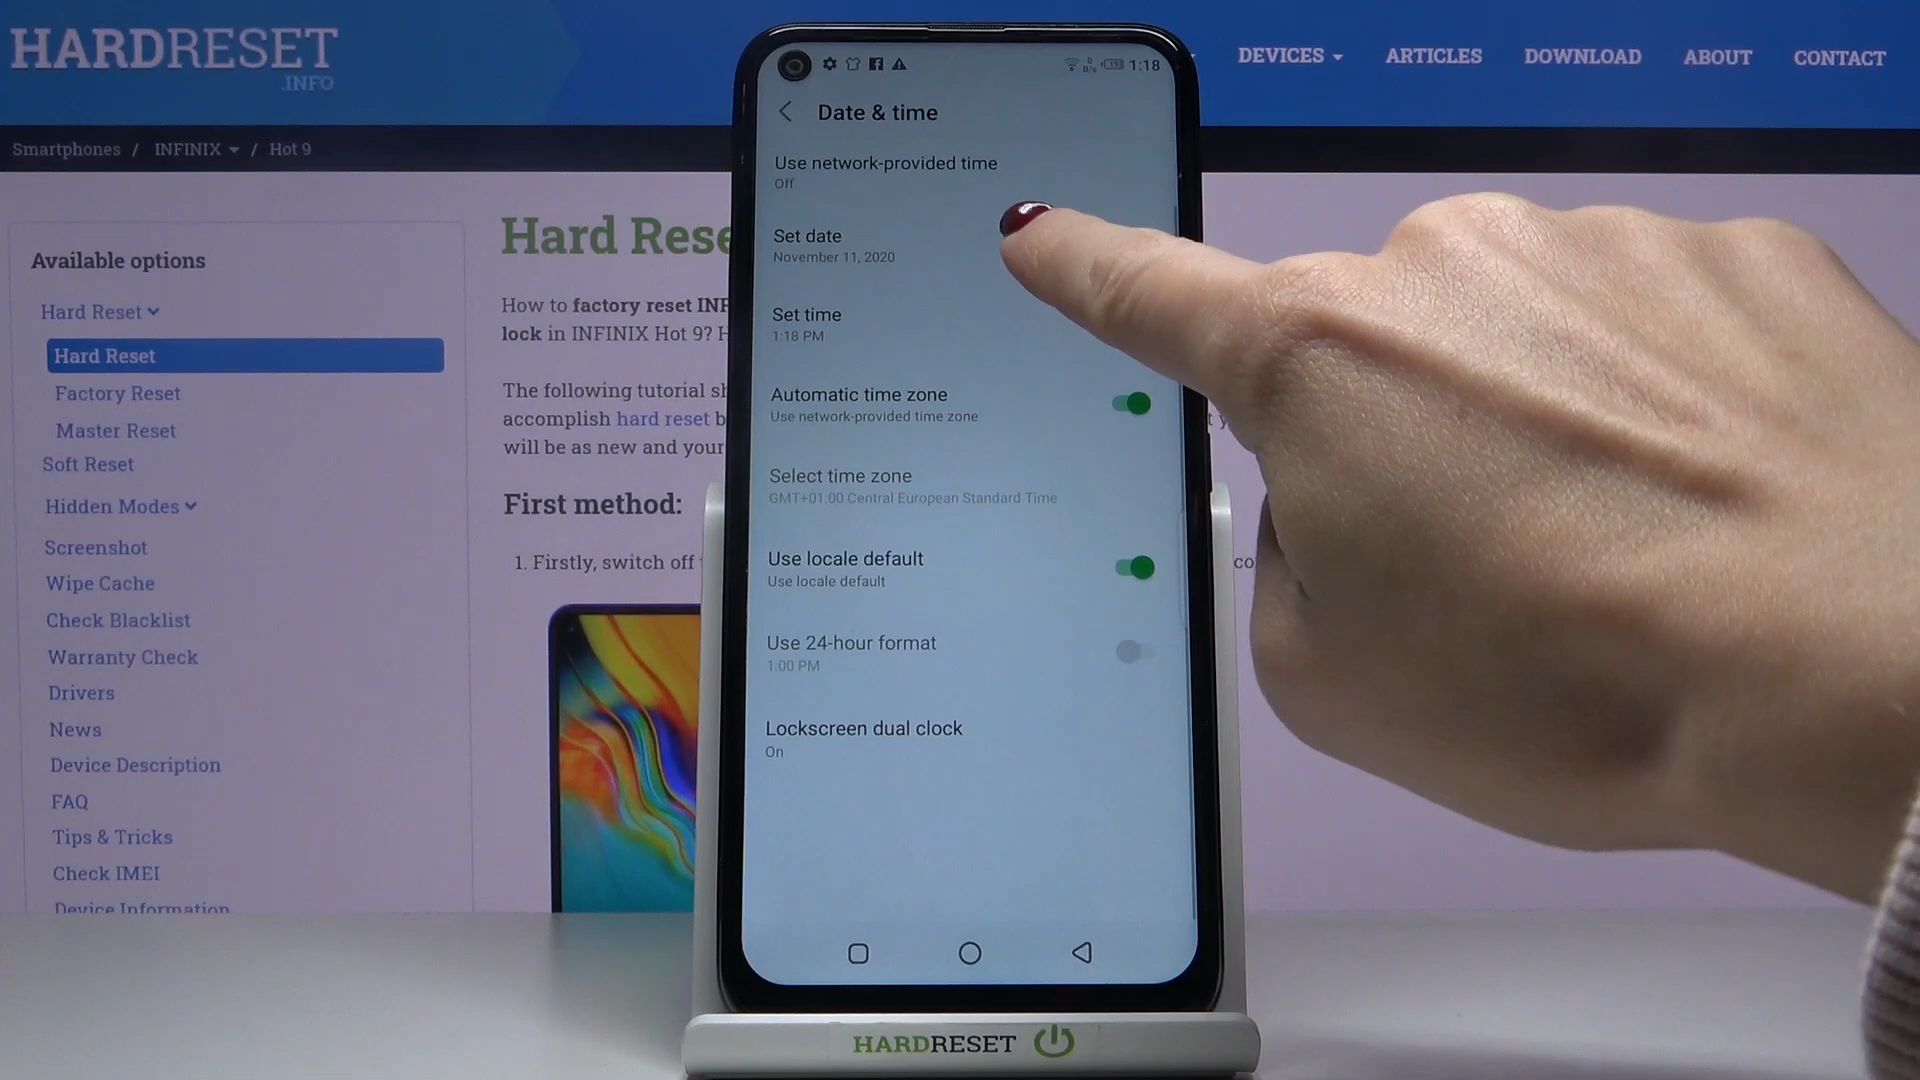 HARDRESET
.INFO
DEVICES
ARTICLES
DOWNLOAD
ABOUT
CONTACT
Smartphones / INFINIX / Hot 9
Available options
Hard Reset
Hard Reset
Factory Reset
Master Reset
Soft Reset
Hidden Modes
Screenshot
Wipe Cache
Check Blacklist
Warranty Check
Drivers
News
Device Description
FAQ
Tips & Tricks
Check IMEI
Device Information
Hard Rese
How to factory reset INF
lock in INFINIX Hot 9? H
The following tutorial sh
accomplish hard reset b
will be as new and your
First method:
1. Firstly, switch off
co
1:18
Date & time
Use network-provided time
Off
Set date
November 11, 2020
Set time
1:18 PM
Automatic time zone
Use network-provided time zone
Select time zone
GMT+01:00 Central European Standard Time
Use locale default
Use locale default
Use 24-hour format
1:00 PM
Lockscreen dual clock
On
HARDRESET